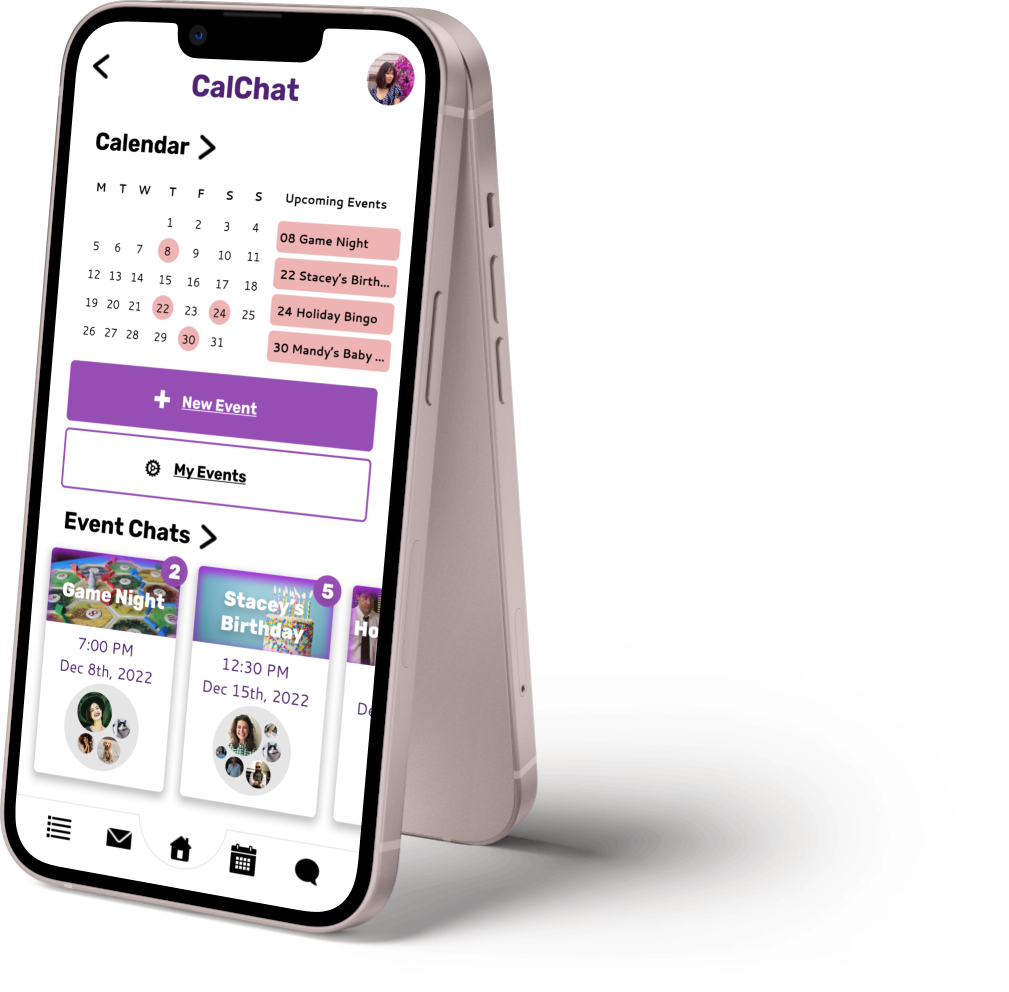 CalChat
Calendar
M T W T F S S
1 2 3 4
5 6 7 8 9 10 11
12 13 14 15 16 17 18
19 20 21 22 23 24 25
26 27 28 29 30 31
Upcoming Events
08 Game Night
22 Stacey's Birth...
24 Holiday Bingo
30 Mandy's Baby ...
New Event
My Events
Event Chats
2
Game Night
7:00 PM
Dec 8th, 2022
5
Stacey's
Birthday
12:30 PM
Dec 15th, 2022
Ho
De